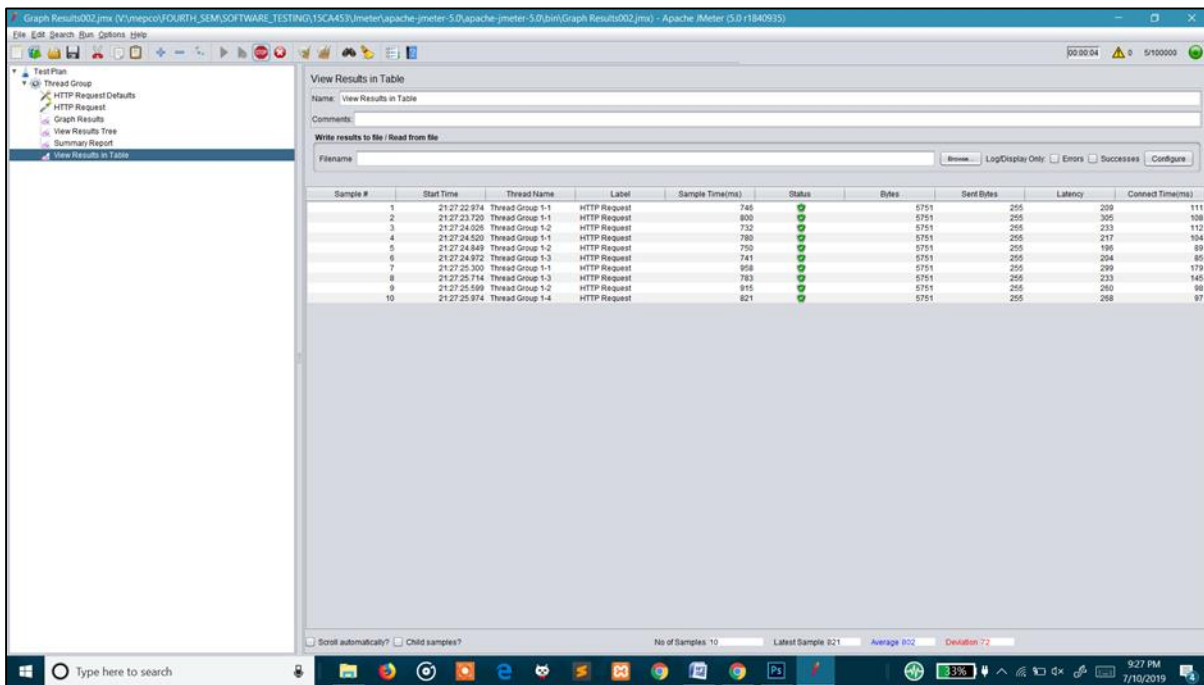 Graph Results002.jmx (V:\mepco\FOURTH_SEM\SOFTWARE_TESTING\15CA453\Jmeter\apache-jmeter-5.0\apache-jmeter-5.0\bin\Graph Results002.jmx) - Apache JMeter (5.0 r1840935)
File Edit Search Run Options Help
00:00:04 0 5/100000
Test Plan
Thread Group
HTTP Request Defaults
HTTP Request
Graph Results
View Results Tree
Summary Report
View Results in Table
View Results in Table
Name: View Results in Table
Comments:
Write results to file / Read from file
Filename Browse... Log/Display Only: Errors Successes Configure
Sample # Start Time Thread Name Label Sample Time(ms) Status Bytes Sent Bytes Latency Connect Time(ms)
1 21:27:22.974 Thread Group 1-1 HTTP Request 746 5751 255 209 111
2 21:27:23.720 Thread Group 1-1 HTTP Request 800 5751 255 305 108
3 21:27:24.026 Thread Group 1-2 HTTP Request 732 5751 255 233 112
4 21:27:24.520 Thread Group 1-1 HTTP Request 780 5751 255 217 104
5 21:27:24.849 Thread Group 1-2 HTTP Request 750 5751 255 196 89
6 21:27:24.972 Thread Group 1-3 HTTP Request 741 5751 255 204 85
7 21:27:25.300 Thread Group 1-1 HTTP Request 958 5751 255 299 179
8 21:27:25.714 Thread Group 1-3 HTTP Request 783 5751 255 233 145
9 21:27:25.599 Thread Group 1-2 HTTP Request 915 5751 255 260 98
10 21:27:25.974 Thread Group 1-4 HTTP Request 821 5751 255 268 97
Scroll automatically? Child samples? No of Samples 10 Latest Sample 821 Average 802 Deviation 72
Type here to search
33%
9:27 PM
7/10/2019